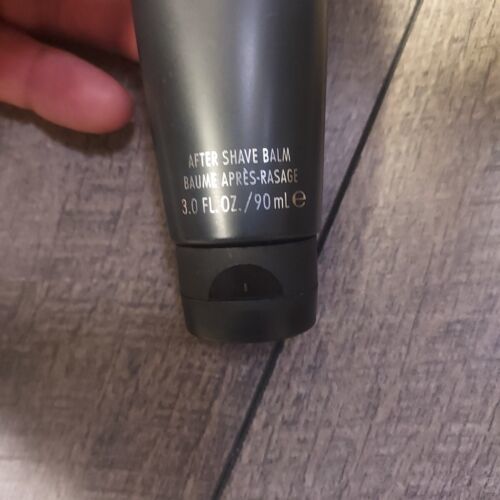 AFTER SHAVE BALM
BAUME APRÈS-RASAGE
3.0 FL.OZ./90 ml e